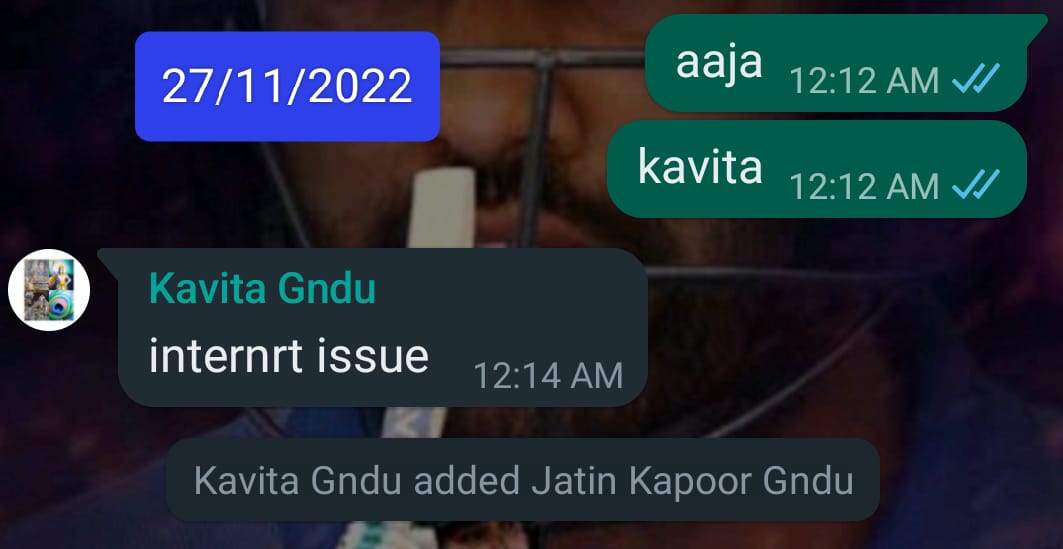 27/11/2022
aaja 12:12 AM
kavita 12:12 AM
Kavita Gndu
internrt issue 12:14 AM
Kavita Gndu added Jatin Kapoor Gndu